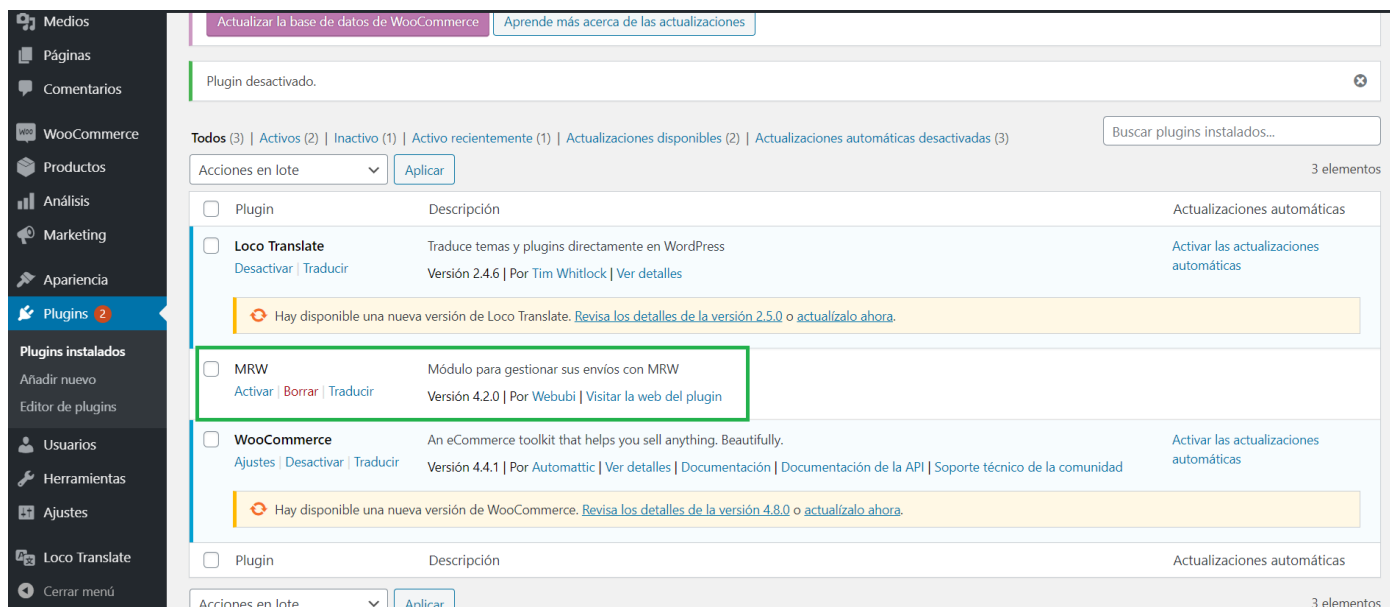 Medios
Páginas
Comentarios
WooCommerce
Productos
Análisis
Marketing
Apariencia
Plugins 2
Plugins instalados
Añadir nuevo
Editor de plugins
Usuarios
Herramientas
Ajustes
Loco Translate
Cerrar menú
Actualizar la base de datos de WooCommerce Aprende más acerca de las actualizaciones
Plugin desactivado.
Todos (3) | Activos (2) | Inactivo (1) | Activo recientemente (1) | Actualizaciones disponibles (2) | Actualizaciones automáticas desactivadas (3)
Buscar plugins instalados...
Acciones en lote Aplicar 3 elementos
Plugin Descripción Actualizaciones automáticas
Loco Translate Traduce temas y plugins directamente en WordPress Activar las actualizaciones
Desactivar | Traducir Versión 2.4.6 | Por Tim Whitlock | Ver detalles automáticas
Hay disponible una nueva versión de Loco Translate. Revisa los detalles de la versión 2.5.0 o actualízalo ahora.
MRW Módulo para gestionar sus envíos con MRW
Activar | Borrar | Traducir Versión 4.2.0 | Por Webubi | Visitar la web del plugin
WooCommerce An eCommerce toolkit that helps you sell anything. Beautifully. Activar las actualizaciones
Ajustes | Desactivar | Traducir Versión 4.4.1 | Por Automattic | Ver detalles | Documentación | Documentación de la API | Soporte técnico de la comunidad automáticas
Hay disponible una nueva versión de WooCommerce. Revisa los detalles de la versión 4.8.0 o actualízalo ahora.
Plugin Descripción Actualizaciones automáticas
Acciones en lote Aplicar 3 elementos